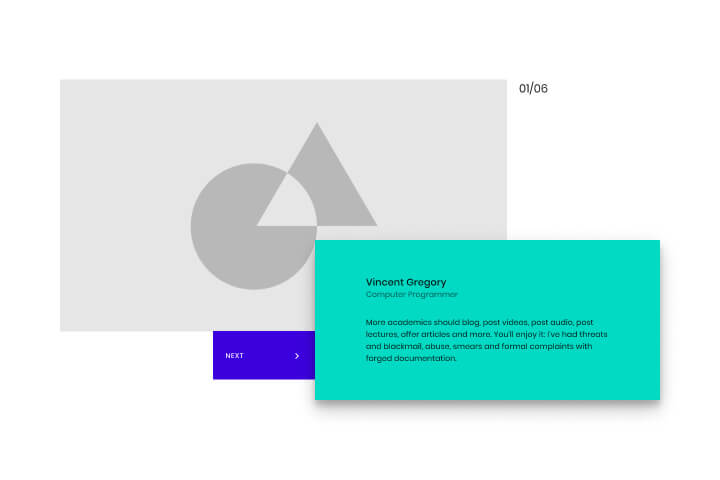 01/06
Vincent Gregory
Computer Programmer
More academics should blog, post videos, post audio, post
lectures, offer articles and more. You'll enjoy it: I've had threats
and blackmail, abuse, smears and formal complaints with
forged documentation.
NEXT